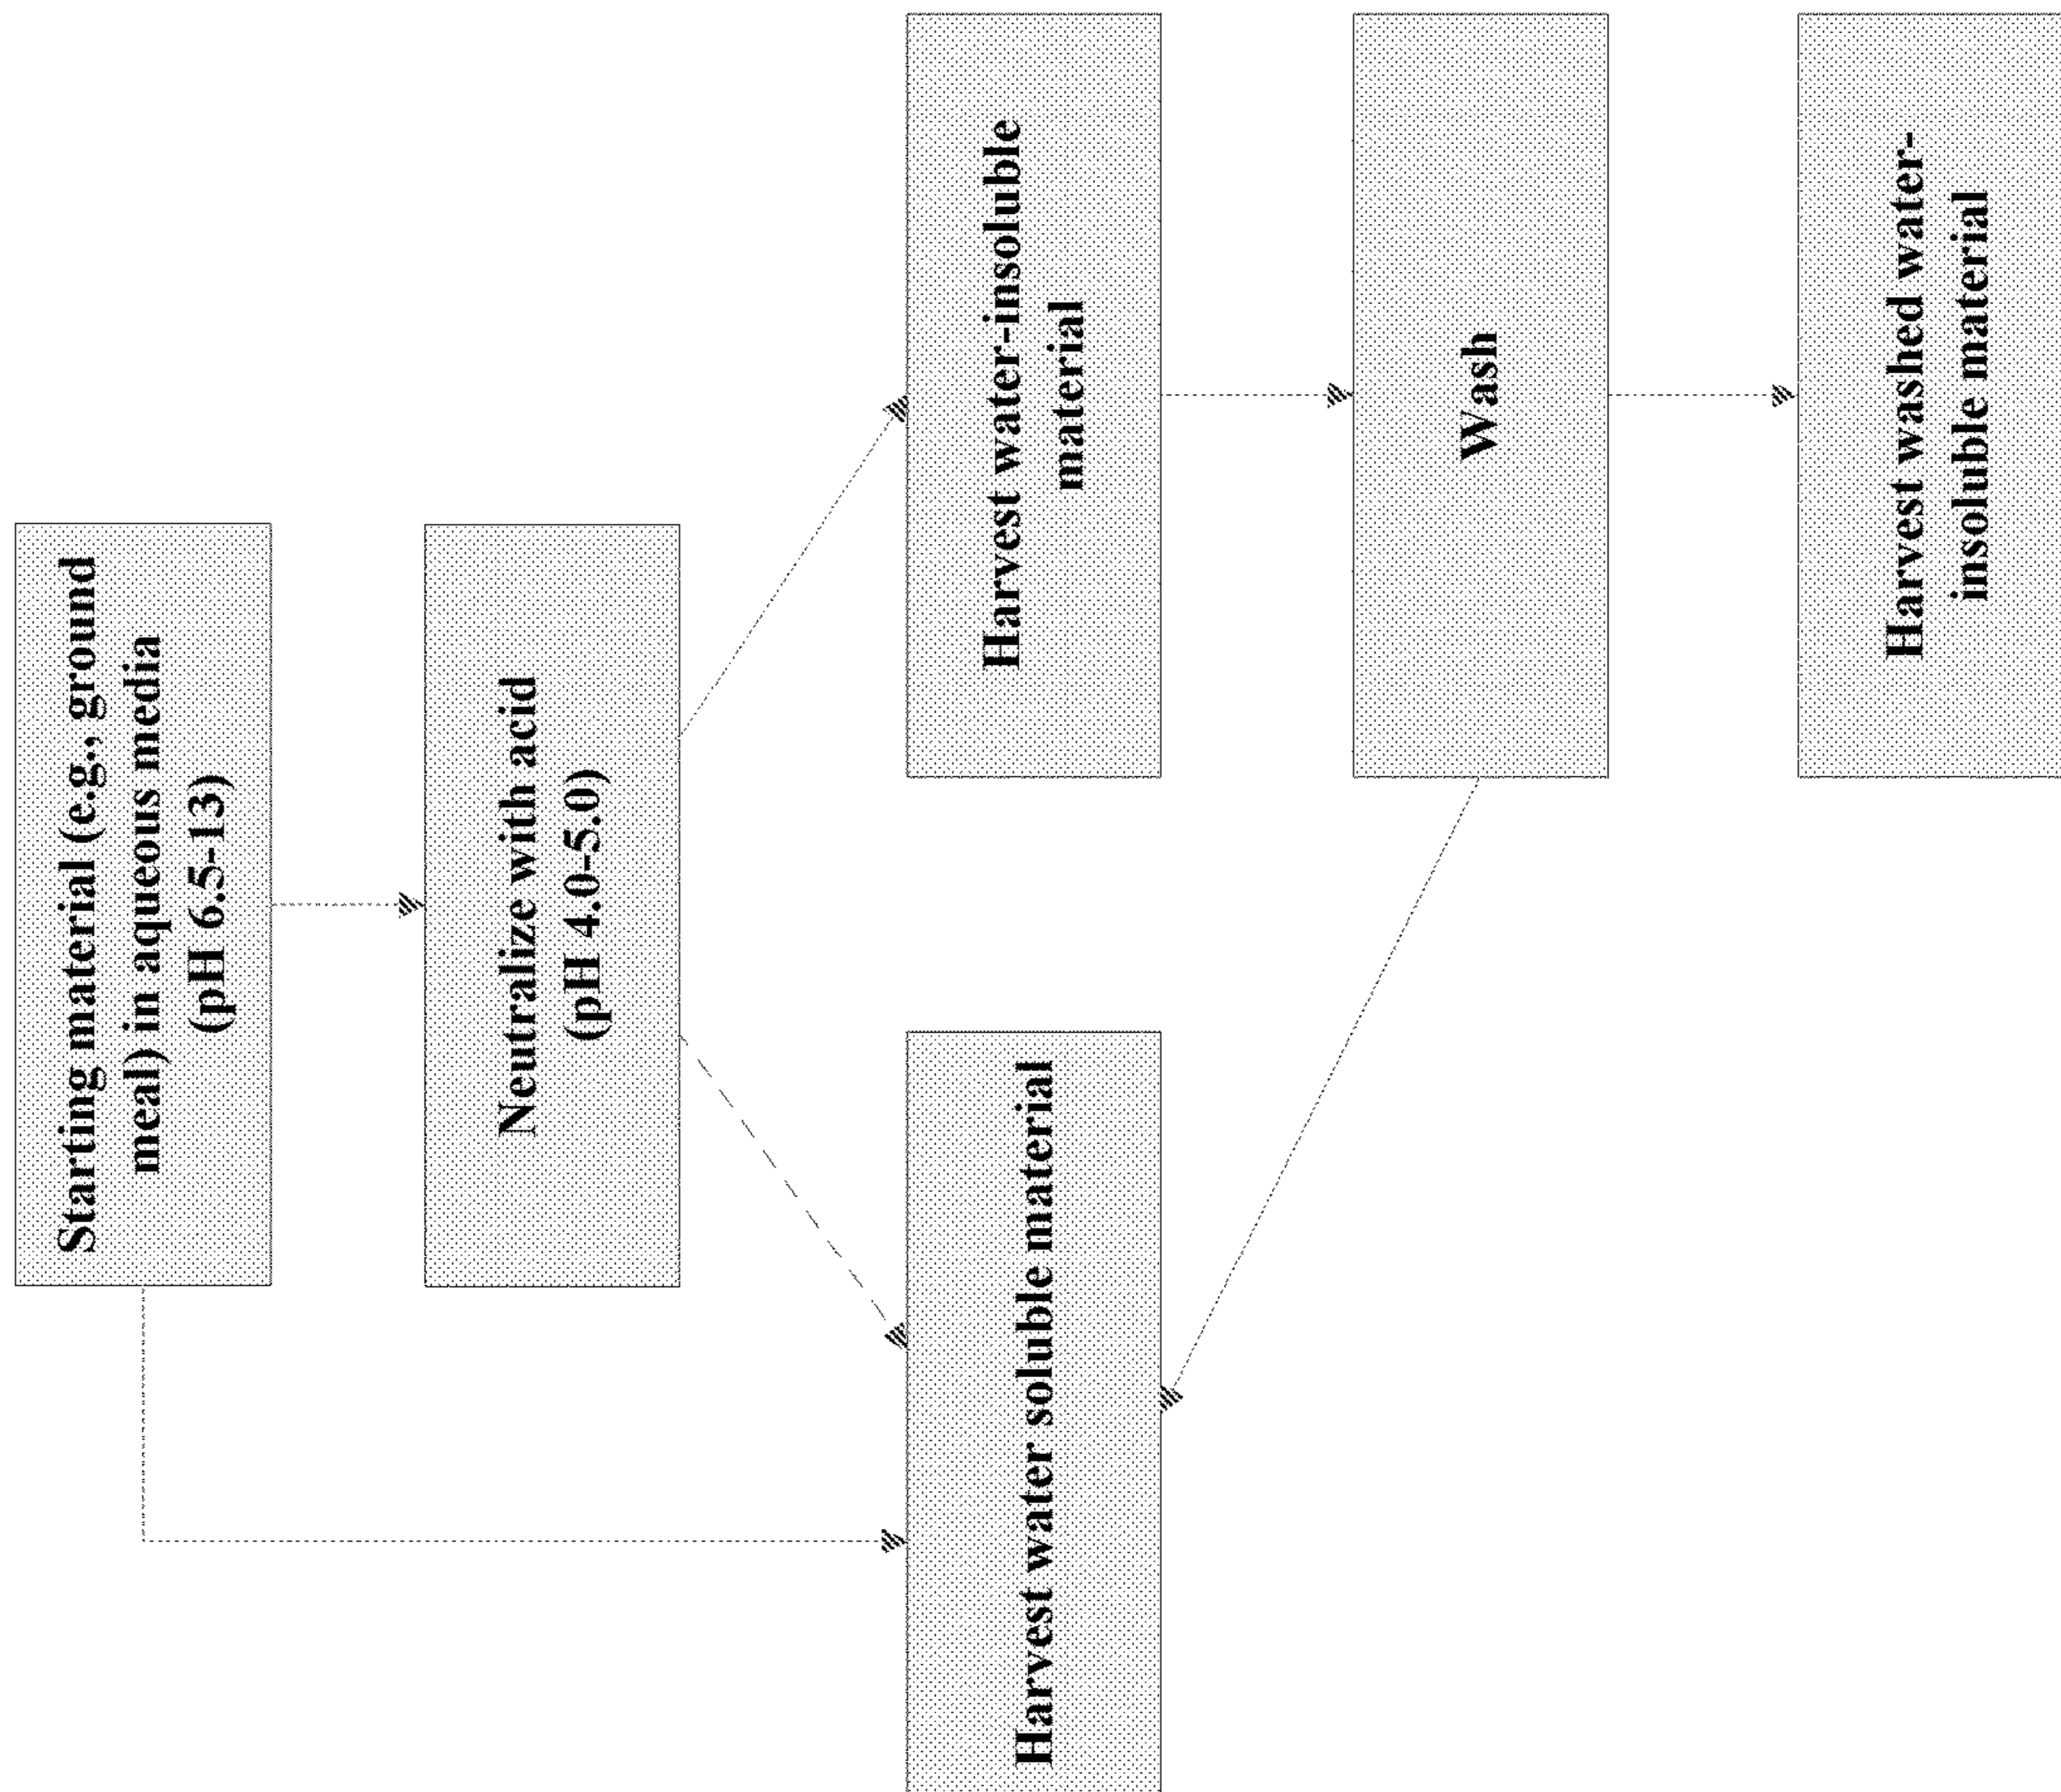 Starting material (e.g., ground
meal) in aqueous media
(pH 6.5-13)
Neutralize with acid
(pH 4.0-5.0)
Harvest water soluble material
Harvest water-insoluble
material
Wash
Harvest washed water-
insoluble material